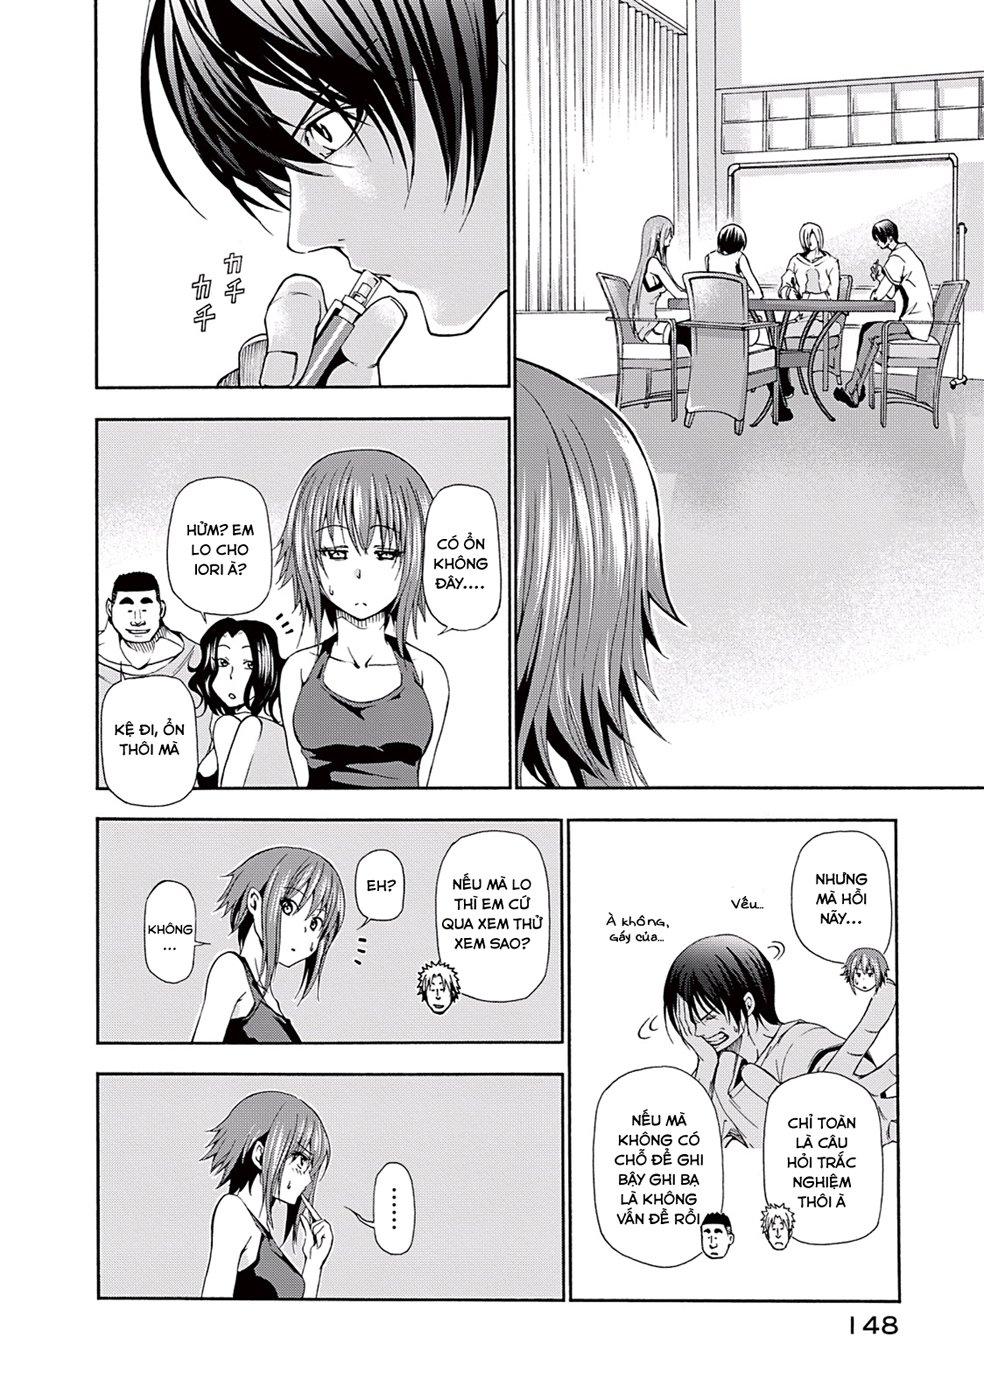 カチ
カチ
CÓ ỔN
KHÔNG
ĐÂY....
HỬM? EM
LO CHO
IORI À?
KỆ ĐI, ỔN
THÔI MÀ
NHƯNG
MÀ HỒI
NÃY...
Vếu...
À không,
Gấy của...
CHỈ TOÀN
LÀ CÂU
HỎI TRẮC
NGHIỆM
THÔI À
NẾU MÀ
KHÔNG CÓ
CHỖ ĐỂ GHI
BẬY GHI BẠ
LÀ KHÔNG
VẤN ĐỀ RỒI
NẾU MÀ LO
THÌ EM CỨ
QUA XEM THỬ
XEM SAO?
EH?
KHÔNG
...
......
148